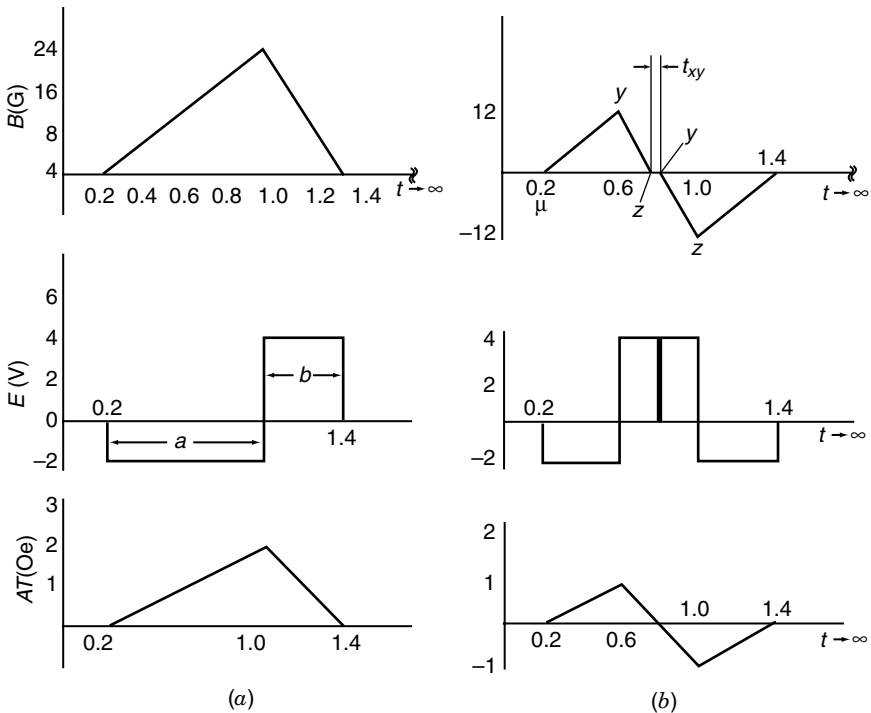 24
16
8
4
B(G)
0.2 0.4 0.6 0.8 1.0 1.2 1.4
t → ∞
12
−12
y
t_xy
y
0.2 0.6 1.0 1.4
μ
z
z
t → ∞
6
4
2
0
−2
E (V)
0.2
a
b
1.4
4
2
−2
0.2
1.4
t → ∞
3
2
1
AT(Oe)
0.2 1.0 1.4
2
1
−1
0.2 0.6 1.0 1.4
t → ∞
(a)
(b)